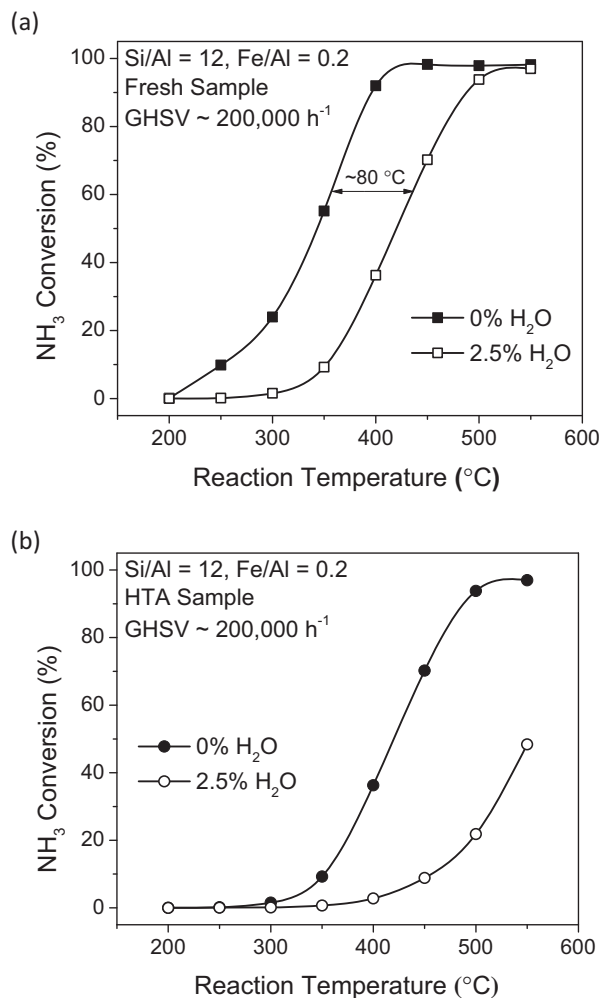 (a)
100
80
60
40
20
0
NH₃ Conversion (%)
Si/Al = 12, Fe/Al = 0.2
Fresh Sample
GHSV ~ 200,000 h⁻¹
~80 °C
0% H₂O
2.5% H₂O
200 300 400 500 600
Reaction Temperature (°C)
(b)
100
80
60
40
20
0
NH₃ Conversion (%)
Si/Al = 12, Fe/Al = 0.2
HTA Sample
GHSV ~ 200,000 h⁻¹
0% H₂O
2.5% H₂O
200 300 400 500 600
Reaction Temperature (°C)